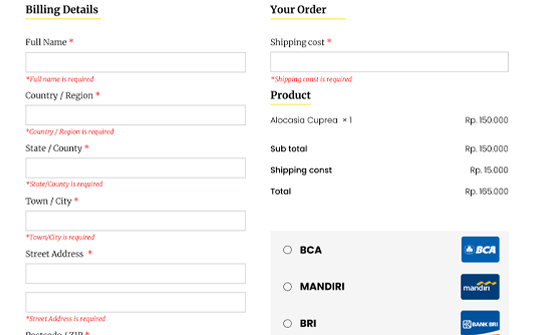 Billing Details
Full Name *
*Full name is required
Country / Region *
*Country / Region is required
State / County *
*State/County is required
Town / City *
*Town/City is required
Street Address *
*Street Address is required
Postcode / ZIP *
Your Order
Shipping cost *
*Shipping const is required
Product
Alocasia Cuprea × 1 Rp. 150.000
Sub total Rp. 150.000
Shipping const Rp. 15.000
Total Rp. 165.000
BCA BCA
MANDIRI mandiri
BRI BANK BRI